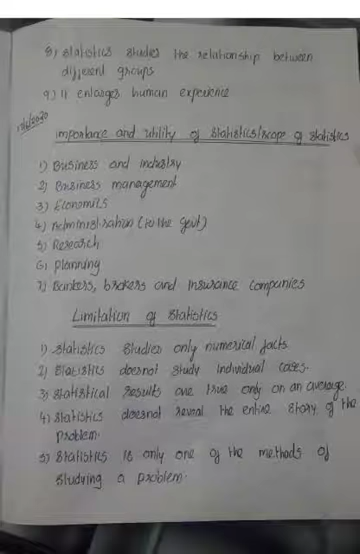 8) Statistics studies the relationship between
different groups
9) It enlarges human experience
Importance and utility of Statistics/scope of statistics
1) Business and industry
2) Business management
3) Economics
4) Administration (to the govt)
5) Research
6) Planning
7) Bankers, brokers and Insurance companies
Limitation of Statistics
1) Statistics studies only numerical facts.
2) Statistics doesnot study individual cases.
3) Statistical Results are true only on an average
4) Statistics doesnot reveal the entire story of the
problem.
5) Statistics is only one of the methods of
studying a problem.